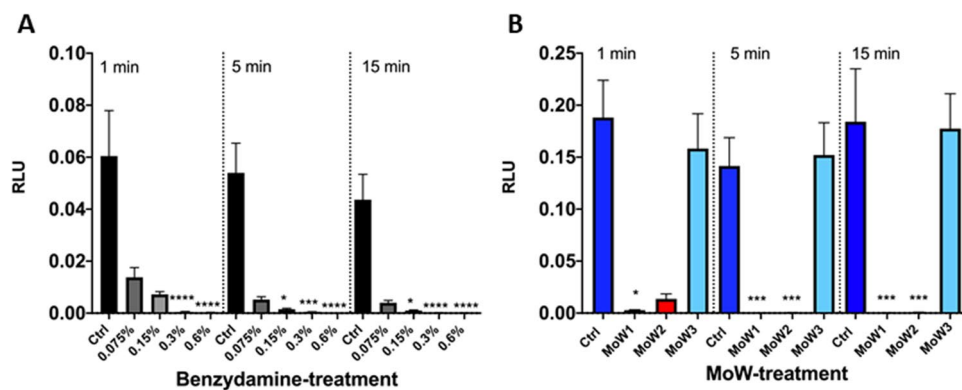 A
0.10
0.08
0.06
0.04
0.02
0.00
RLU
1 min
5 min
15 min
**** **** * *** **** * **** ****
Ctrl 0.075% 0.15% 0.3% 0.6% Ctrl 0.075% 0.15% 0.3% 0.6% Ctrl 0.075% 0.15% 0.3% 0.6%
Benzydamine-treatment
B
0.25
0.20
0.15
0.10
0.05
0.00
RLU
1 min
5 min
15 min
* *** *** *** ***
Ctrl MoW1 MoW2 MoW3 Ctrl MoW1 MoW2 MoW3 Ctrl MoW1 MoW2 MoW3
MoW-treatment